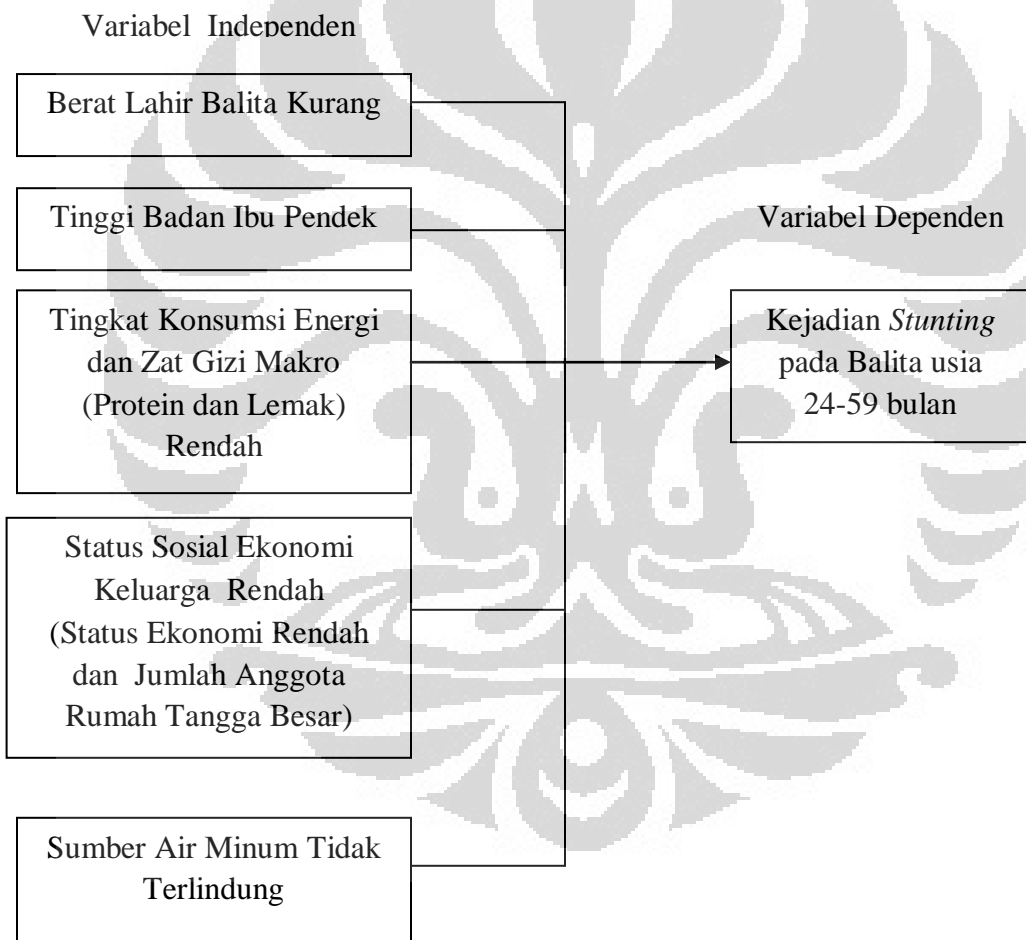 Variabel Independen
Berat Lahir Balita Kurang
Tinggi Badan Ibu Pendek
Tingkat Konsumsi Energi
dan Zat Gizi Makro
(Protein dan Lemak)
Rendah
Status Sosial Ekonomi
Keluarga Rendah
(Status Ekonomi Rendah
dan Jumlah Anggota
Rumah Tangga Besar)
Sumber Air Minum Tidak
Terlindung
Variabel Dependen
Kejadian Stunting
pada Balita usia
24-59 bulan